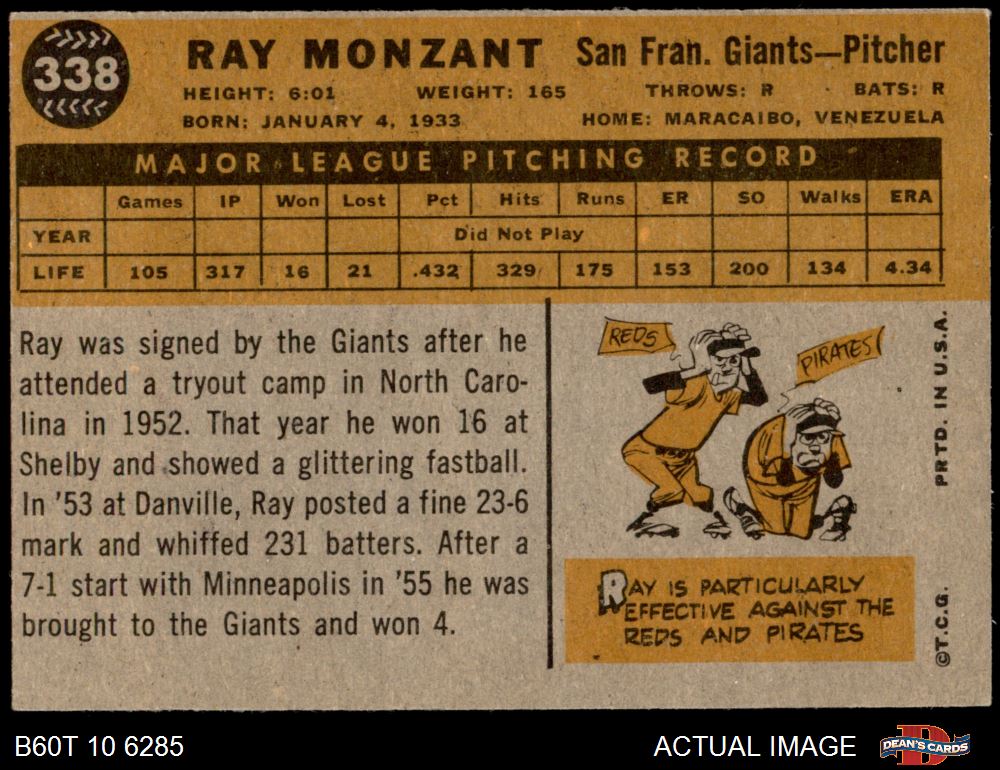 338
RAY MONZANT San Fran. Giants—Pitcher
HEIGHT: 6:01 WEIGHT: 165 THROWS: R BATS: R
BORN: JANUARY 4, 1933 HOME: MARACAIBO, VENEZUELA
MAJOR LEAGUE PITCHING RECORD
Games IP Won Lost Pct Hits Runs ER SO Walks ERA
YEAR Did Not Play
LIFE 105 317 16 21 .432 329 175 153 200 134 4.34
Ray was signed by the Giants after he
attended a tryout camp in North Caro-
lina in 1952. That year he won 16 at
Shelby and showed a glittering fastball.
In '53 at Danville, Ray posted a fine 23-6
mark and whiffed 231 batters. After a
7-1 start with Minneapolis in '55 he was
brought to the Giants and won 4.
REDS
PIRATES
RAY IS PARTICULARLY
EFFECTIVE AGAINST THE
REDS AND PIRATES
©T.C.G. PRTD. IN U.S.A.
B60T 10 6285 ACTUAL IMAGE
D
DEAN'S CARDS